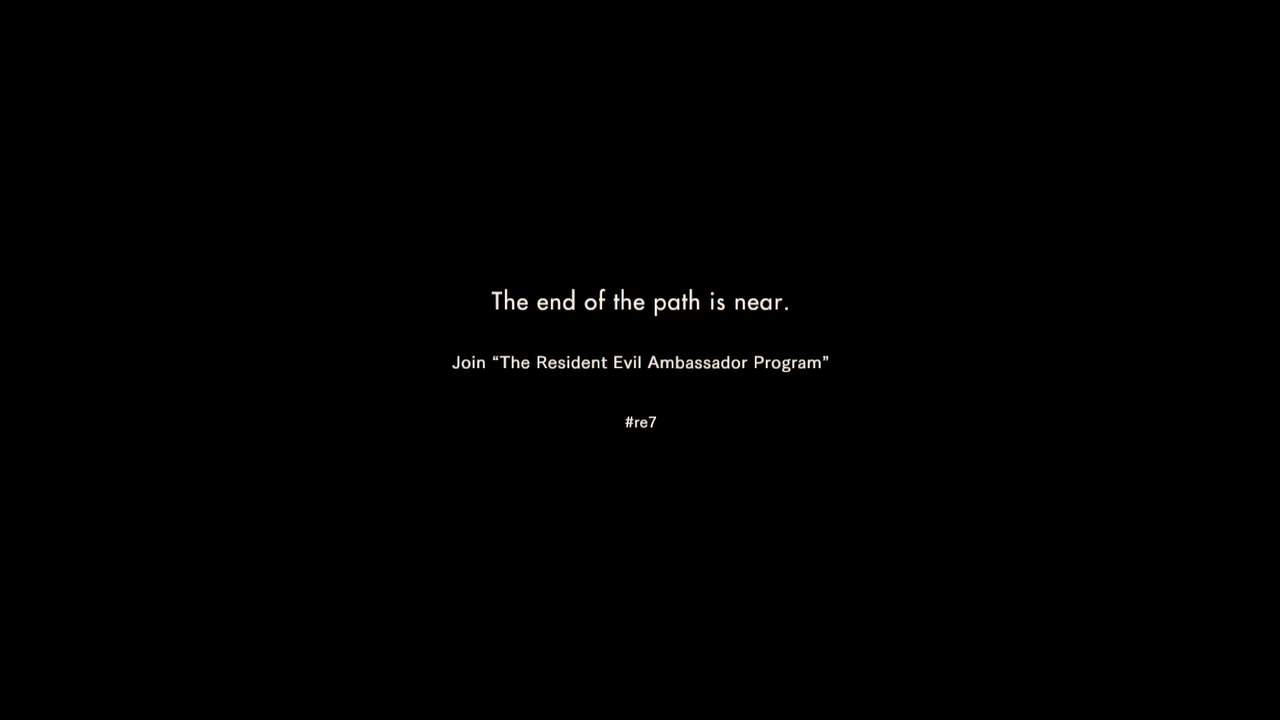 The end of the path is near.
Join “The Resident Evil Ambassador Program”
#re7